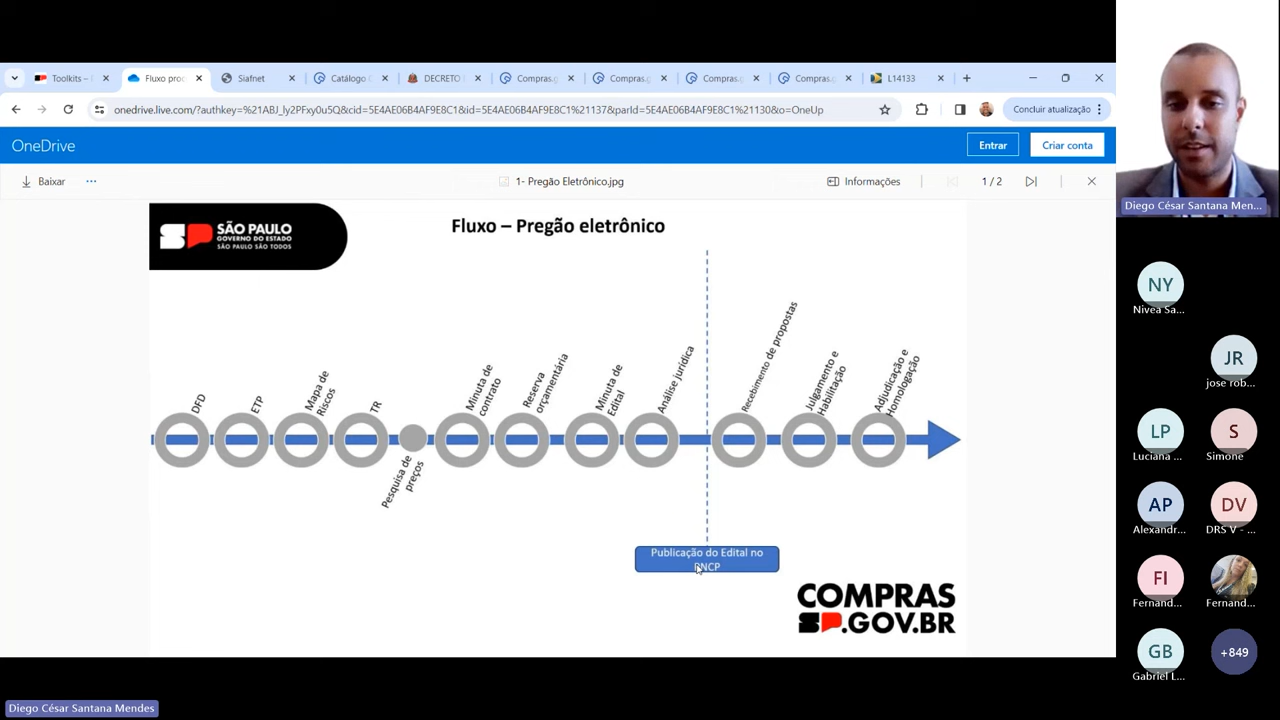 Toolkits –
Fluxo pro
Siafnet
Catálogo
DECRETO
Compras.g
Compras.g
Compras.g
Compras.g
L14133
onedrive.live.com/?authkey=%21ABJ_ly2PFxy0u5Q&cid=5E4AE06B4AF9E8C1&id=5E4AE06B4AF9E8C1%21137&parId=5E4AE06B4AF9E8C1%21130&o=OneUp
Concluir atualização
OneDrive
Entrar
Criar conta
Baixar
1- Pregão Eletrônico.jpg
Informações
1 / 2
Diego César Santana Men...
SÃO PAULO
GOVERNO DO ESTADO
SÃO PAULO SÃO TODOS
Fluxo – Pregão eletrônico
DFD
ETP
Mapa de
Riscos
TR
Pesquisa de
preços
Minuta de
contrato
Reserva
orçamentária
Minuta de
Edital
Análise jurídica
Recebimento de propostas
Julgamento e
Habilitação
Adjudicação e
Homologação
Publicação do Edital no
PNCP
COMPRAS
SP.GOV.BR
NY
Nivea Sa...
JR
jose rob...
LP
Luciana ...
S
Simone
AP
Alexandr...
DV
DRS V - ...
FI
Fernand...
Fernand...
GB
Gabriel L...
+849
Diego César Santana Mendes